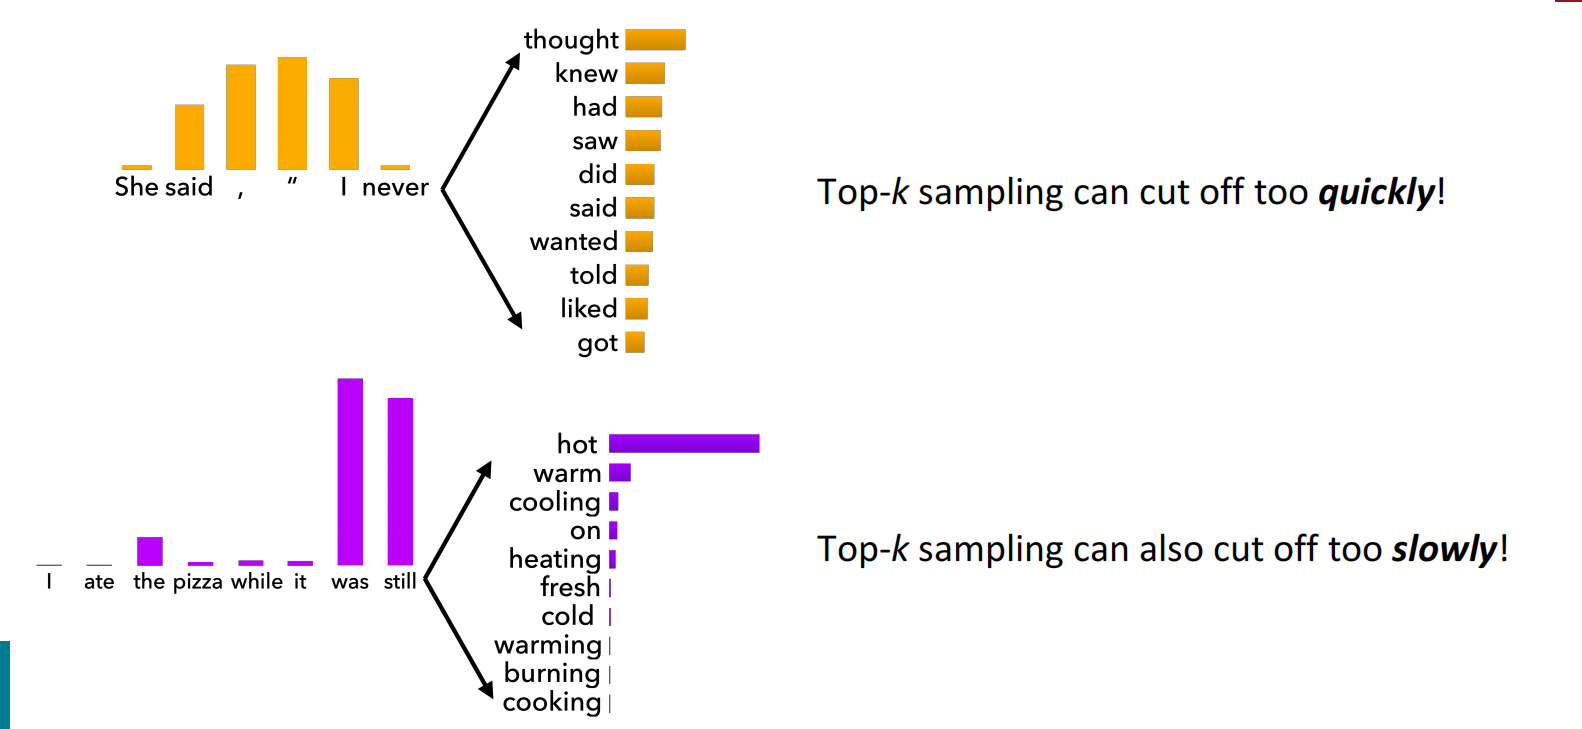 thought
knew
had
saw
did
said
wanted
told
liked
got
She said , “ I never
Top-k sampling can cut off too quickly!
hot
warm
cooling
on
heating
fresh
cold
warming
burning
cooking
I ate the pizza while it was still
Top-k sampling can also cut off too slowly!